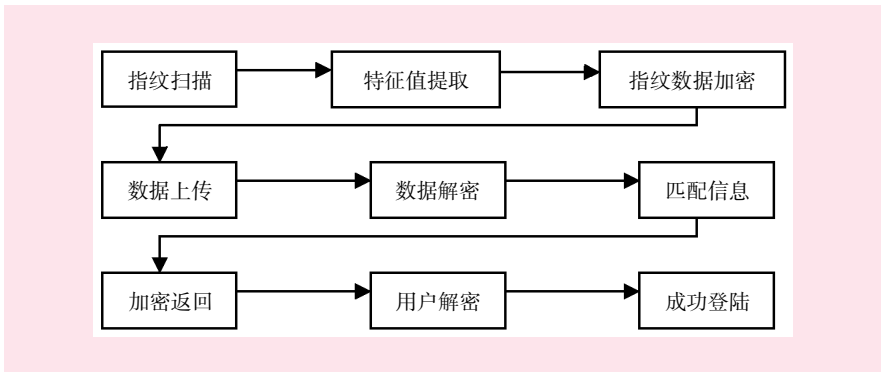 指纹扫描
特征值提取
指纹数据加密
数据上传
数据解密
匹配信息
加密返回
用户解密
成功登陆